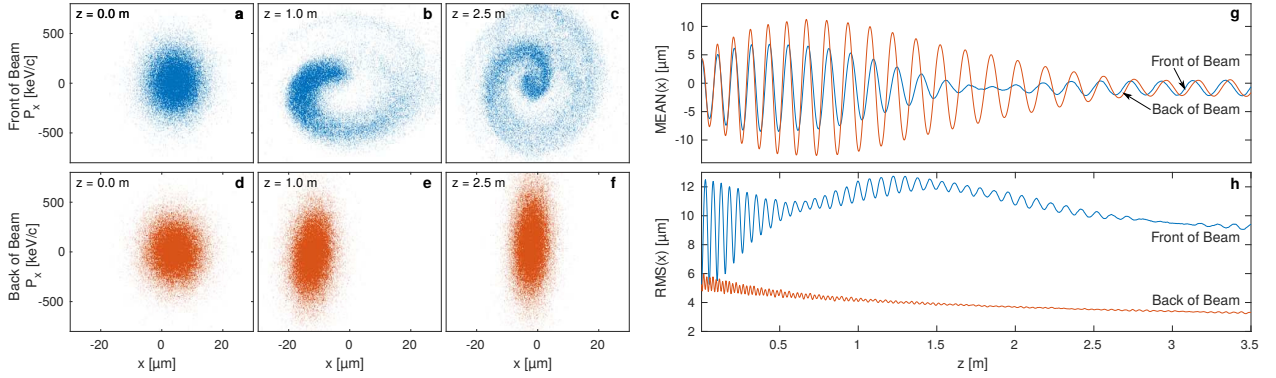 z = 0.0 m
a
z = 1.0 m
b
z = 2.5 m
c
Front of Beam
Pₓ [keV/c]
500
0
-500
z = 0.0 m
d
z = 1.0 m
e
z = 2.5 m
f
Back of Beam
Pₓ [keV/c]
500
0
-500
-20
0
20
-20
0
20
-20
0
20
x [µm]
x [µm]
x [µm]
g
MEAN(x) [µm]
10
5
0
-5
-10
Front of Beam
Back of Beam
h
RMS(x) [µm]
12
10
8
6
4
2
Front of Beam
Back of Beam
0.5
1
1.5
2
2.5
3
3.5
z [m]